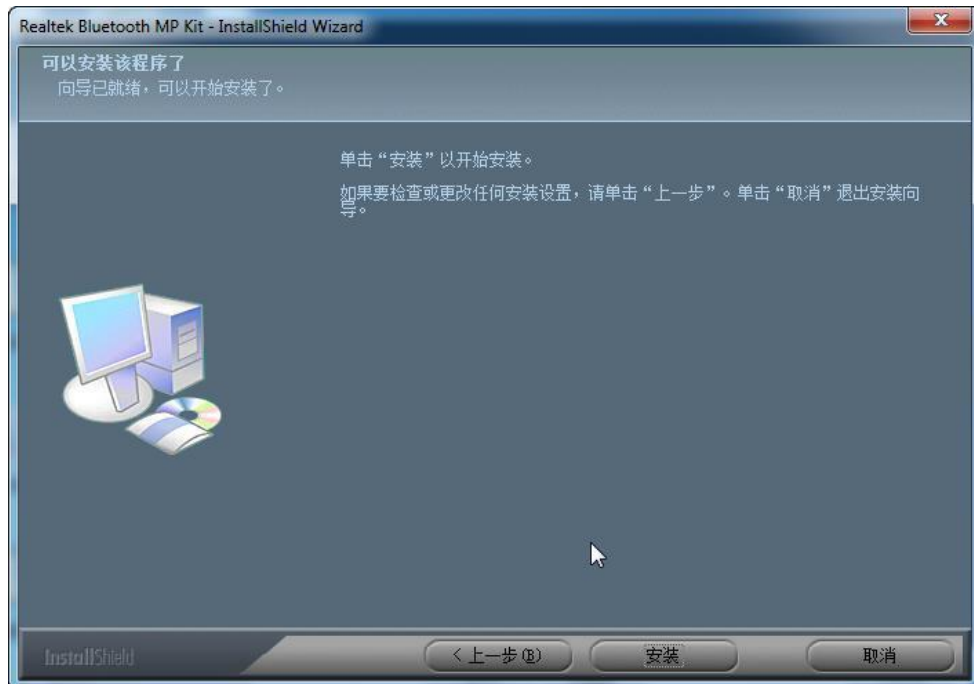 Realtek Bluetooth MP Kit - InstallShield Wizard
可以安装该程序了
向导已就绪，可以开始安装了。
单击“安装”以开始安装。
如果要检查或更改任何安装设置，请单击“上一步”。单击“取消”退出安装向
导。
InstallShield
< 上一步(B)
安装
取消